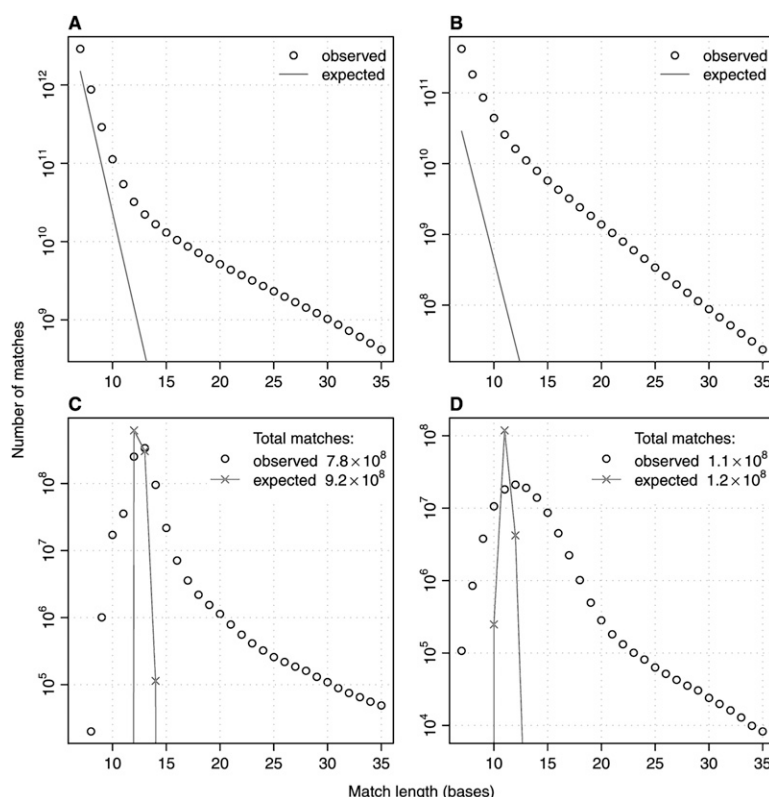 A
observed
expected
10^12
10^11
10^10
10^9
10 15 20 25 30 35
B
observed
expected
10^11
10^10
10^9
10^8
10 15 20 25 30 35
Number of matches
C
Total matches:
observed 7.8×10^8
expected 9.2×10^8
10^8
10^7
10^6
10^5
10 15 20 25 30 35
D
Total matches:
observed 1.1×10^8
expected 1.2×10^8
10^8
10^7
10^6
10^5
10^4
10 15 20 25 30 35
Match length (bases)